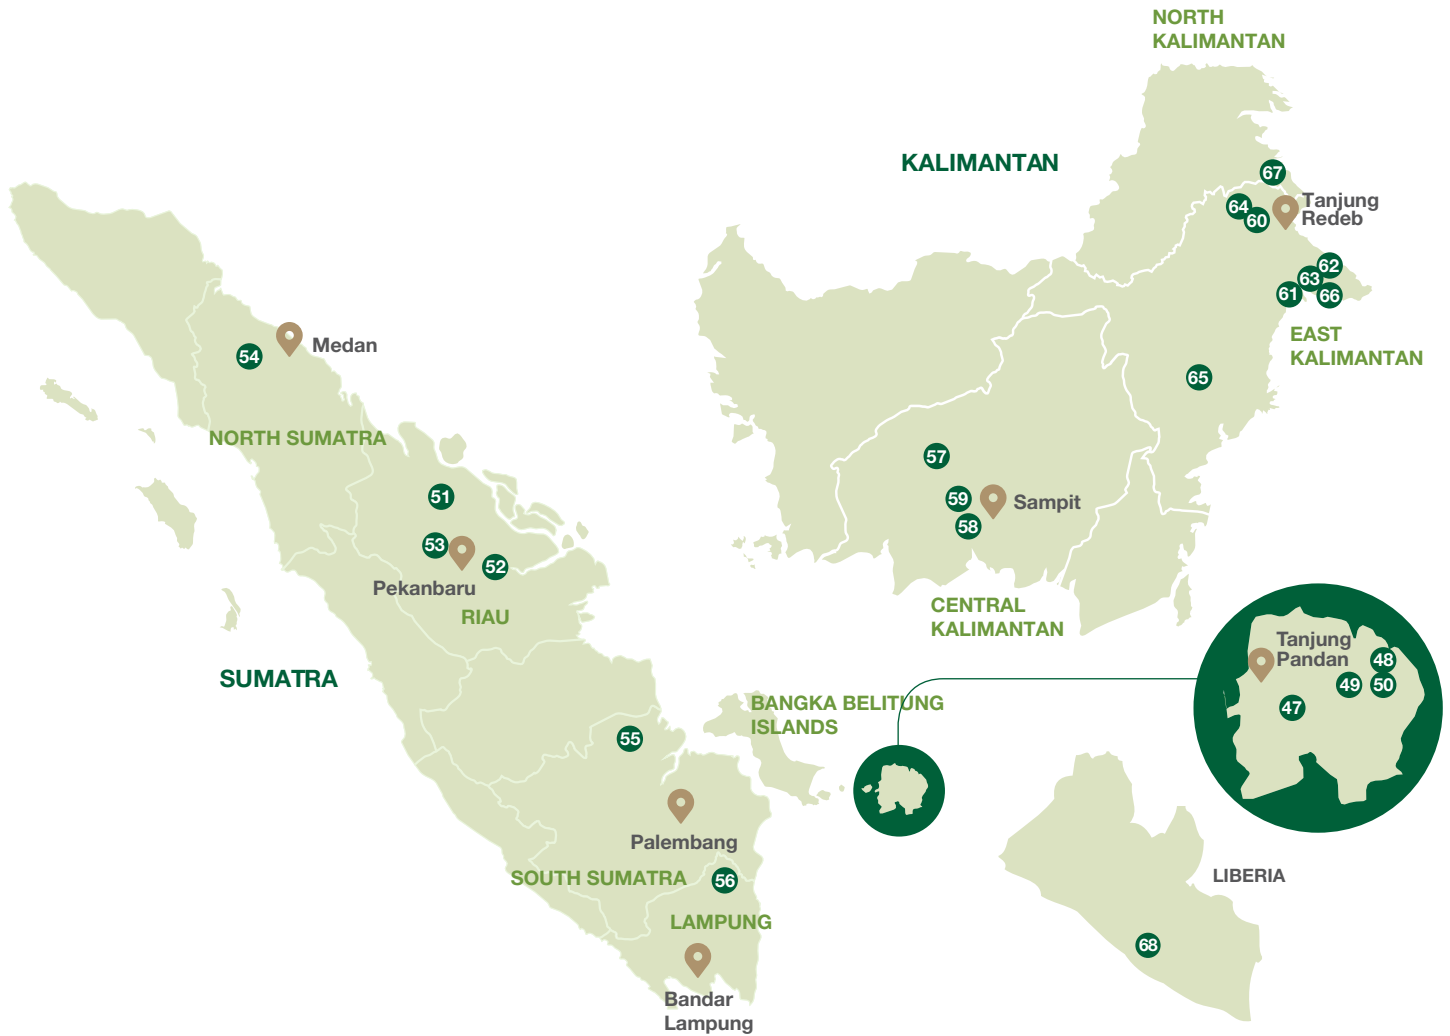 NORTH
KALIMANTAN
KALIMANTAN
67
64
60
Tanjung
Redeb
62
63
61
66
EAST
KALIMANTAN
65
57
59
58
Sampit
CENTRAL
KALIMANTAN
54
Medan
NORTH SUMATRA
51
53
52
Pekanbaru
RIAU
SUMATRA
BANGKA BELITUNG
ISLANDS
55
Palembang
SOUTH SUMATRA
56
LAMPUNG
Bandar
Lampung
Tanjung
Pandan
48
49
50
47
LIBERIA
68